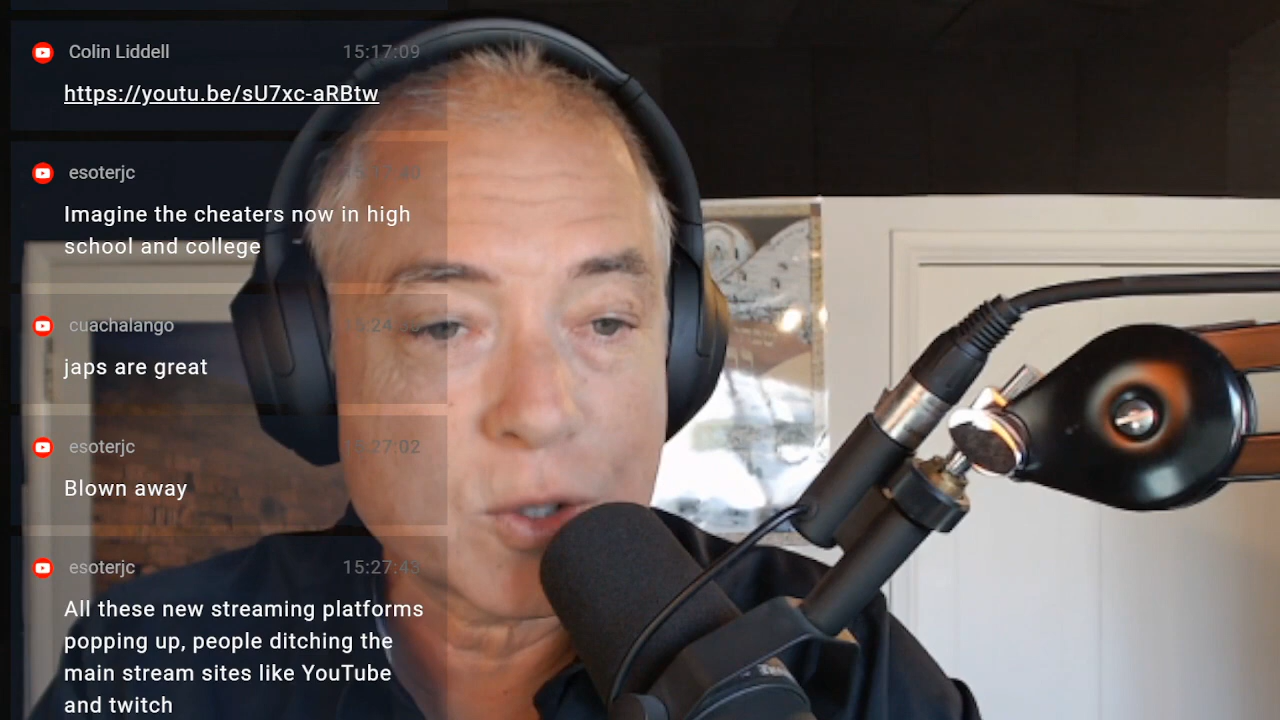 Colin Liddell 15:17:09
https://youtu.be/sU7xc-aRBtw
esoterjc
Imagine the cheaters now in high
school and college
cuachalango
japs are great
esoterjc
Blown away
esoterjc 15:27:43
All these new streaming platforms
popping up, people ditching the
main stream sites like YouTube
and twitch